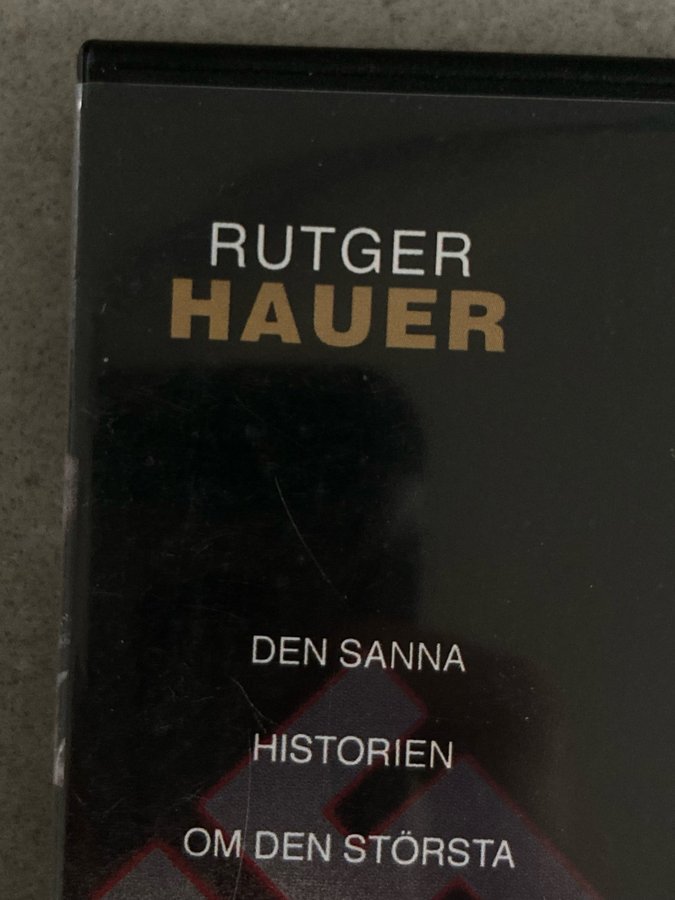 RUTGER
HAUER
DEN SANNA
HISTORIEN
OM DEN STÖRSTA